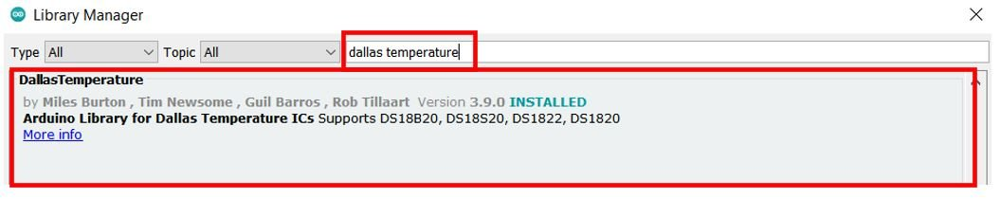 Library Manager
Type All Topic All dallas temperature
DallasTemperature
by Miles Burton , Tim Newsome , Guil Barros , Rob Tillaart Version 3.9.0 INSTALLED
Arduino Library for Dallas Temperature ICs Supports DS18B20, DS18S20, DS1822, DS1820
More info